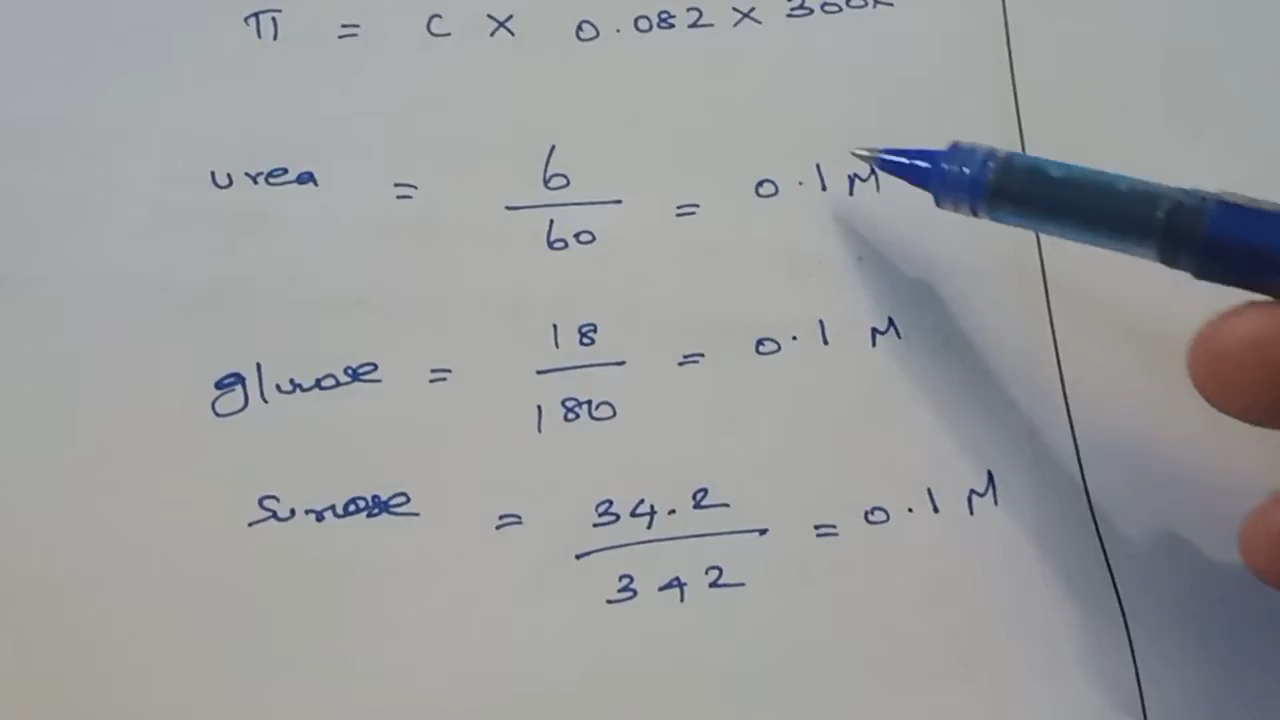 π = C × 0.082 × 300K
urea = 6/60 = 0.1 M
glucose = 18/180 = 0.1 M
Sucrose = 34.2/342 = 0.1 M